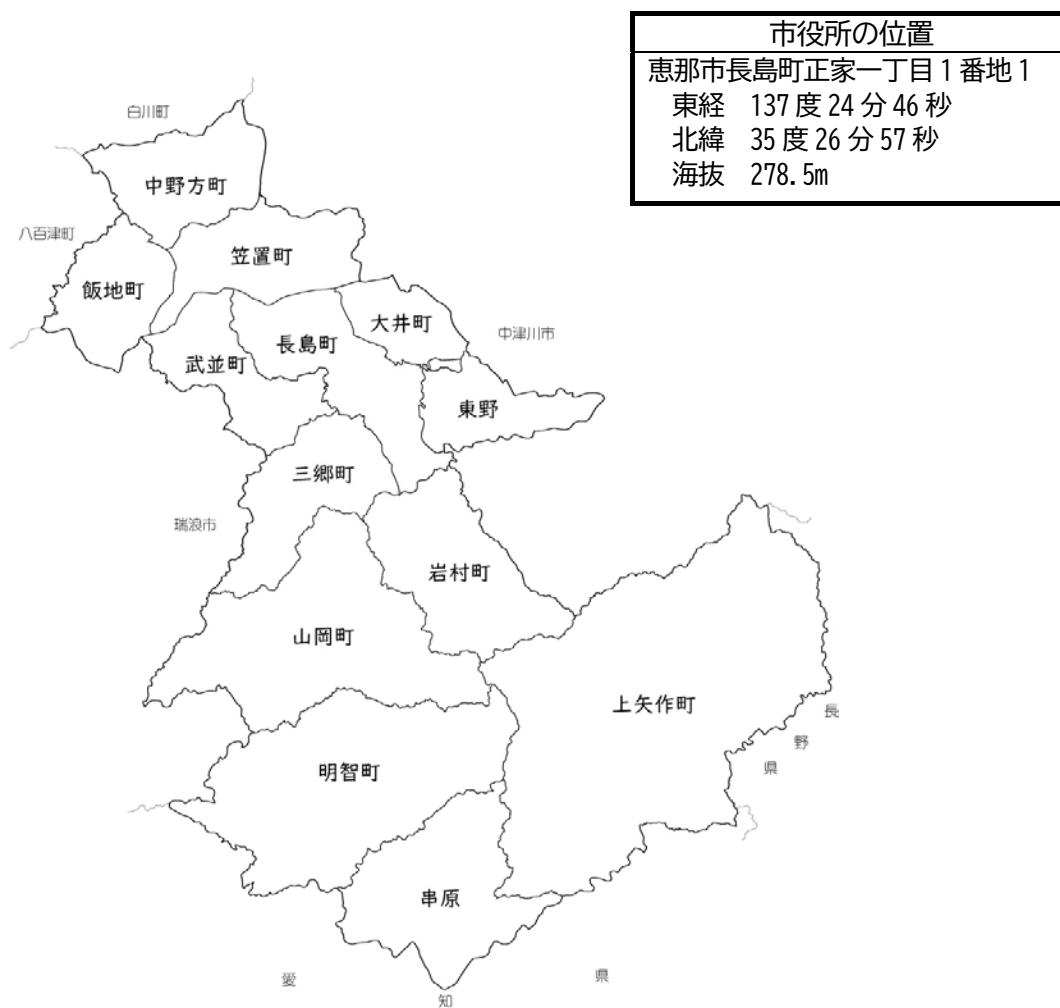 市役所の位置
恵那市長島町正家一丁目1番地1
東経 137度24分46秒
北緯 35度26分57秒
海抜 278.5m
白川町
中野方町
八百津町
笠置町
飯地町
大井町
中津川市
長島町
武並町
東野
三郷町
瑞浪市
岩村町
山岡町
上矢作町
長野県
明智町
串原
愛知県